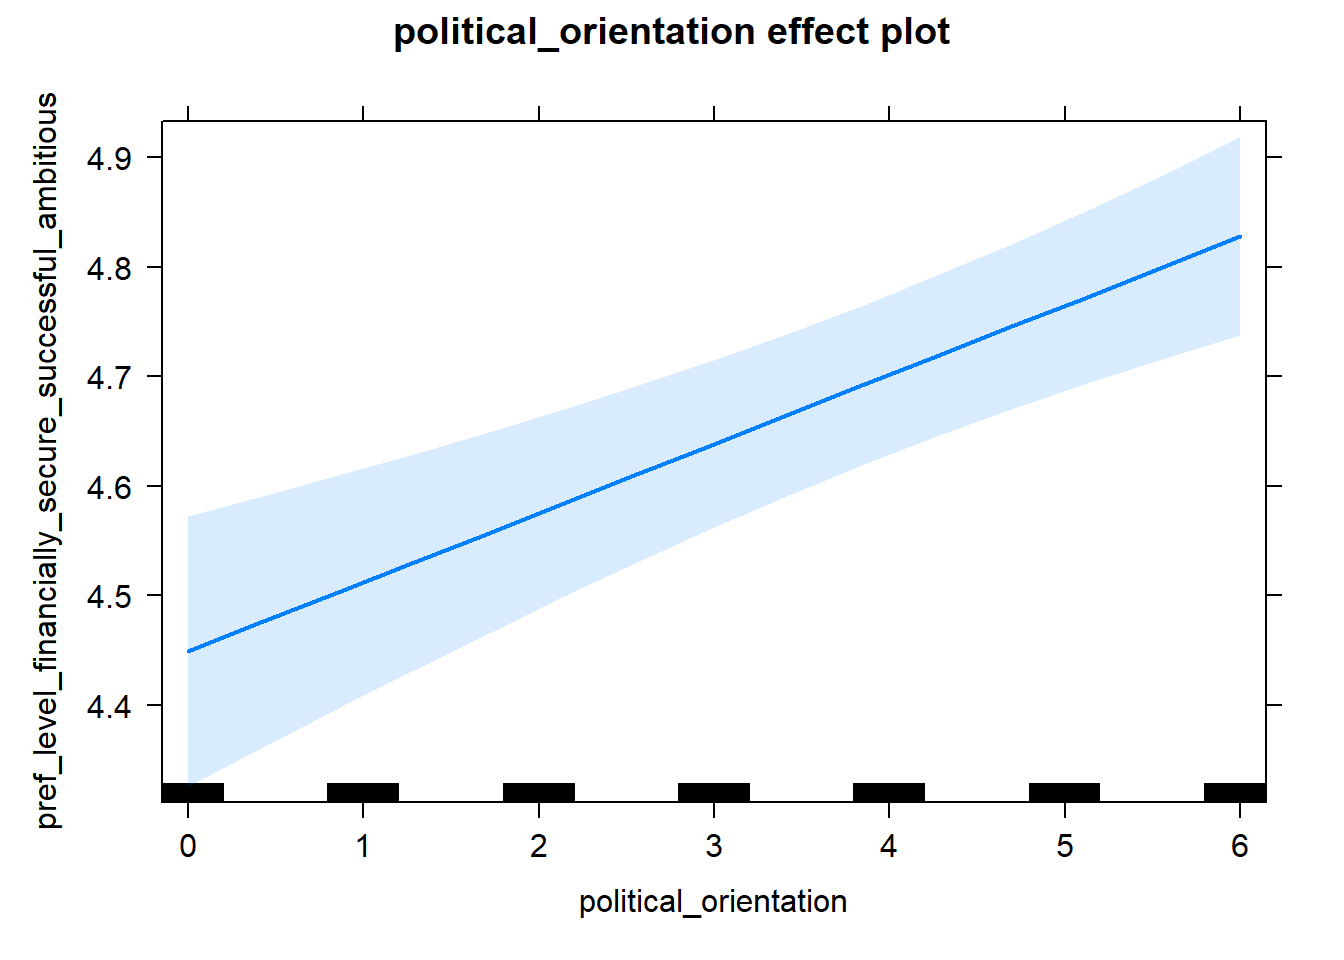 political_orientation effect plot
pref_level_financially_secure_successful_ambitious
4.9
4.8
4.7
4.6
4.5
4.4
0 1 2 3 4 5 6
political_orientation